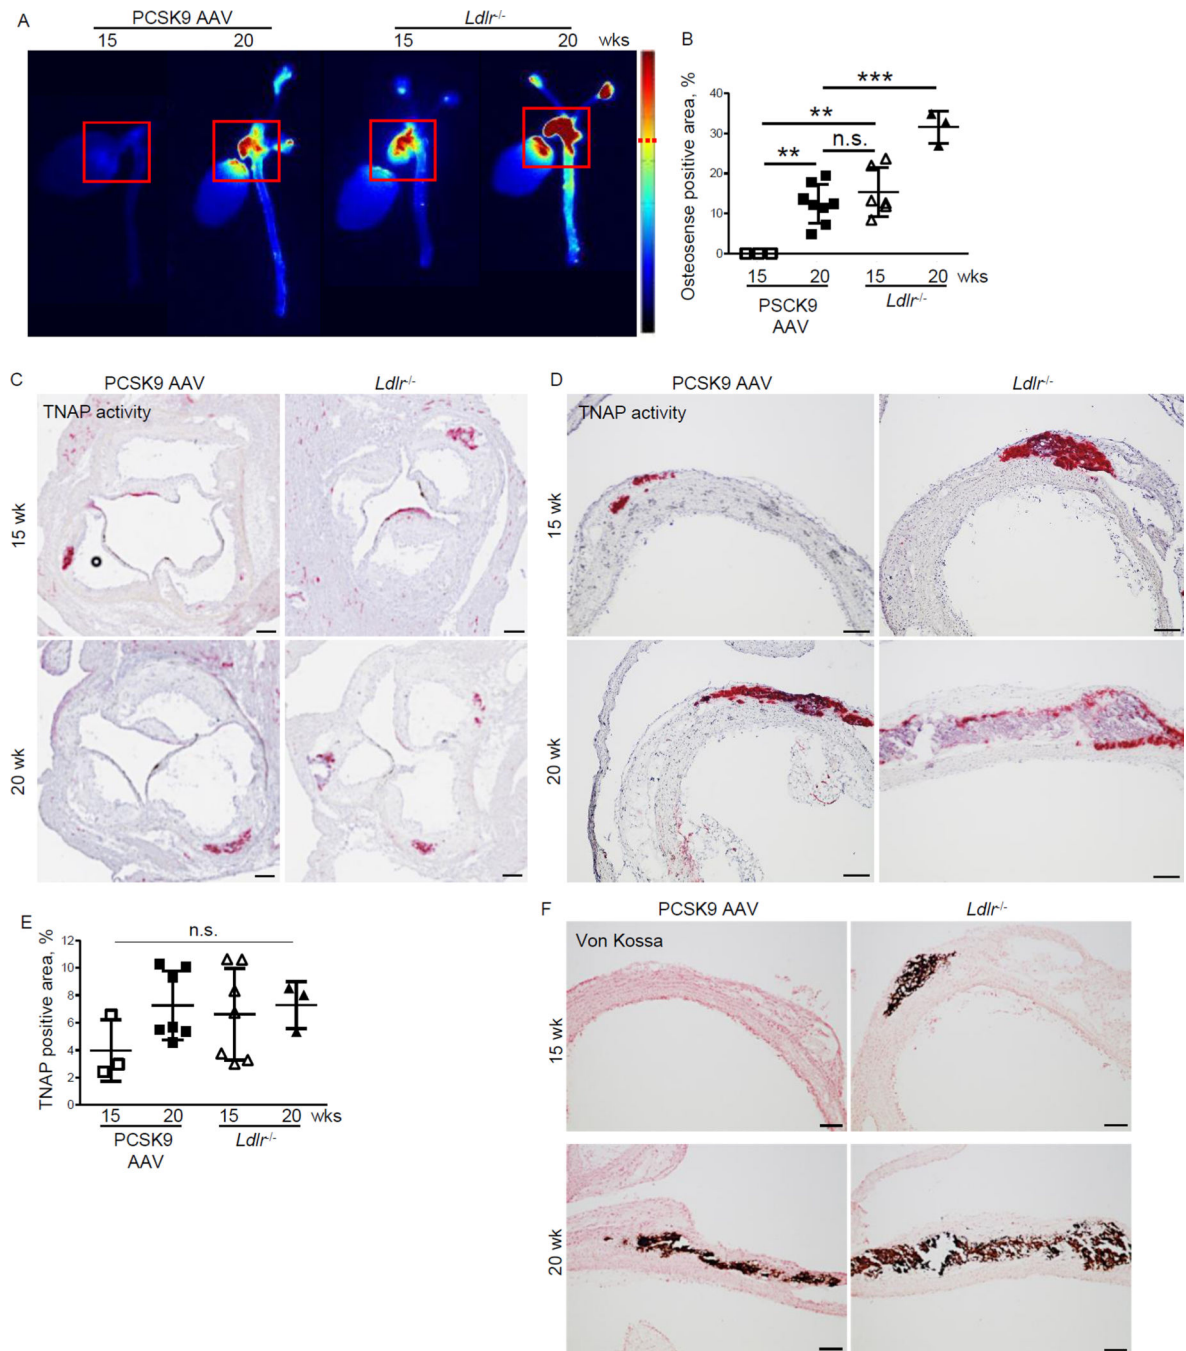 A
PCSK9 AAV
Ldlr-/-
15
20
15
20
wks
B
Osteosense positive area, %
40
30
20
10
0
***
**
**
n.s.
15
20
15
20
wks
PSCK9
AAV
Ldlr-/-
C
PCSK9 AAV
Ldlr-/-
TNAP activity
15 wk
20 wk
D
PCSK9 AAV
Ldlr-/-
TNAP activity
15 wk
20 wk
E
TNAP positive area, %
12
10
8
6
4
2
0
n.s.
15
20
15
20
wks
PCSK9
AAV
Ldlr-/-
F
PCSK9 AAV
Ldlr-/-
Von Kossa
15 wk
20 wk